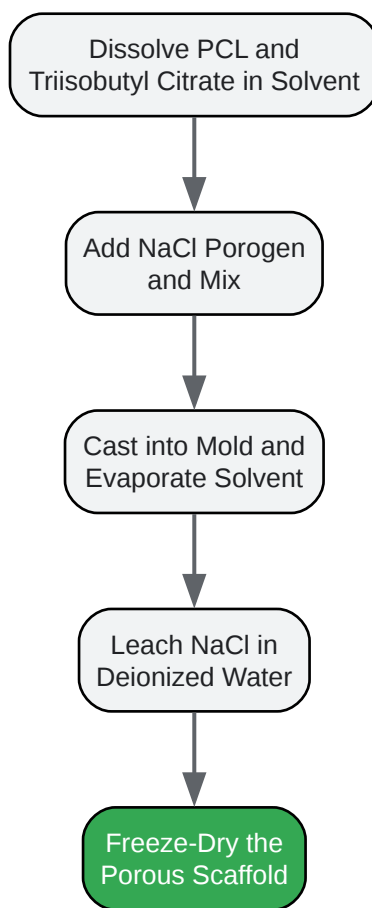 Dissolve PCL and
Triisobutyl Citrate in Solvent
Add NaCl Porogen
and Mix
Cast into Mold and
Evaporate Solvent
Leach NaCl in
Deionized Water
Freeze-Dry the
Porous Scaffold